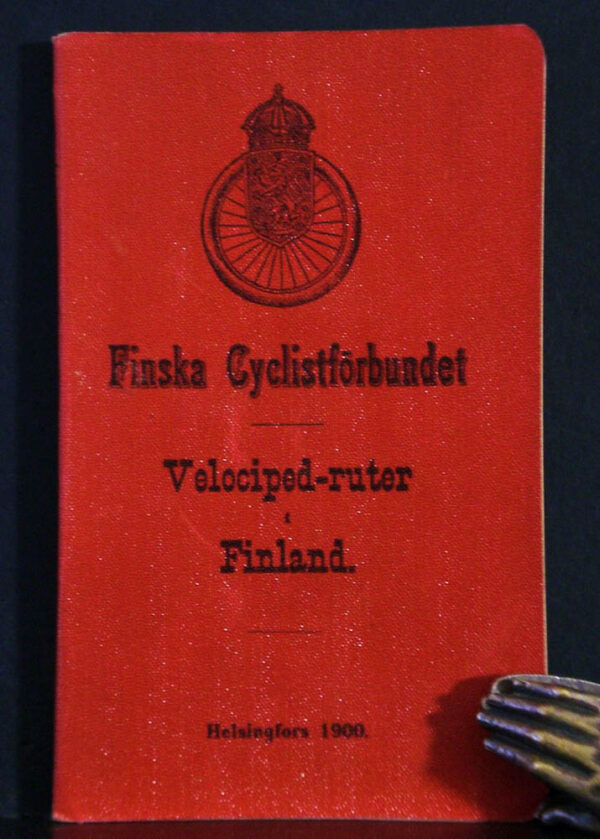 Finska Cyclistförbundet
Velociped-ruter
i
Finland.
Helsingfors 1900.